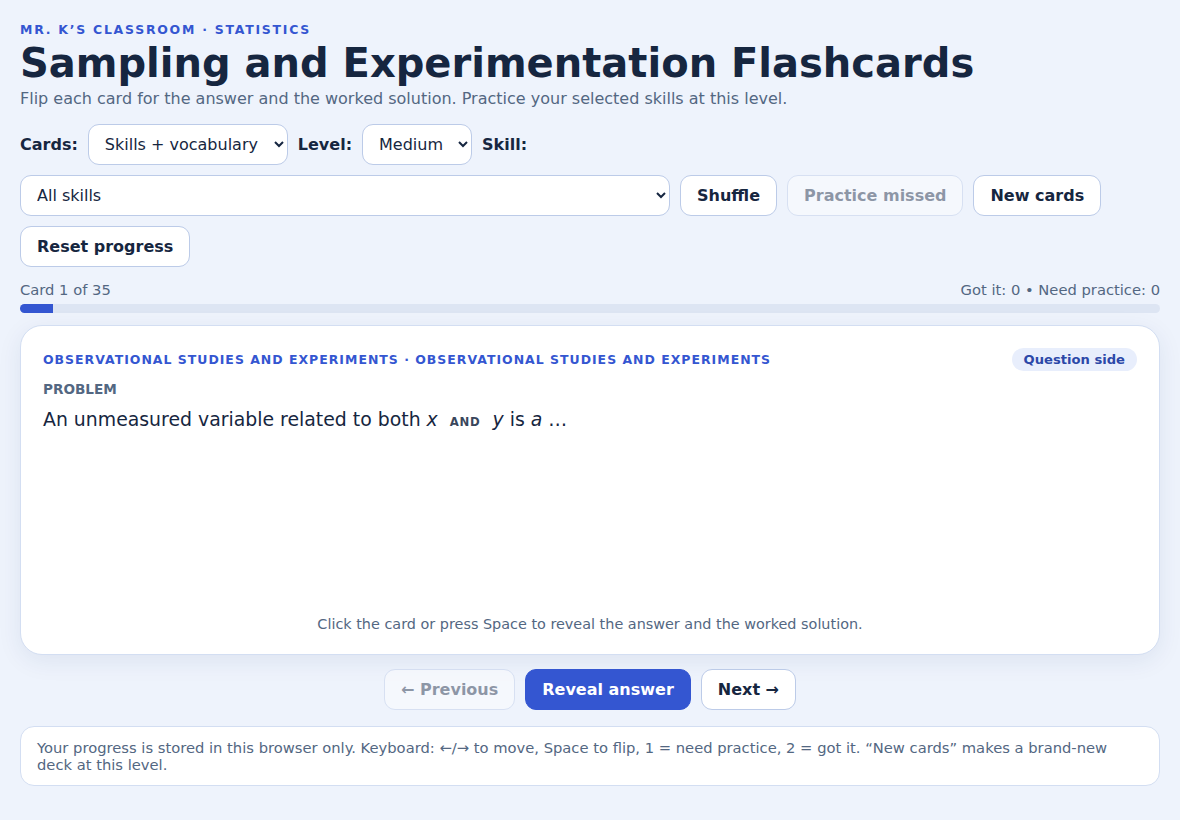 MR. K’S CLASSROOM · STATISTICS
Sampling and Experimentation Flashcards
Flip each card for the answer and the worked solution. Practice your selected skills at this level.
Cards: Skills + vocabulary Level: Medium Skill:
All skills Shuffle Practice missed New cards
Reset progress
Card 1 of 35 Got it: 0 • Need practice: 0
OBSERVATIONAL STUDIES AND EXPERIMENTS · OBSERVATIONAL STUDIES AND EXPERIMENTS Question side
PROBLEM
An unmeasured variable related to both x AND y is a …
Click the card or press Space to reveal the answer and the worked solution.
← Previous Reveal answer Next →
Your progress is stored in this browser only. Keyboard: ←/→ to move, Space to flip, 1 = need practice, 2 = got it. “New cards” makes a brand-new
deck at this level.